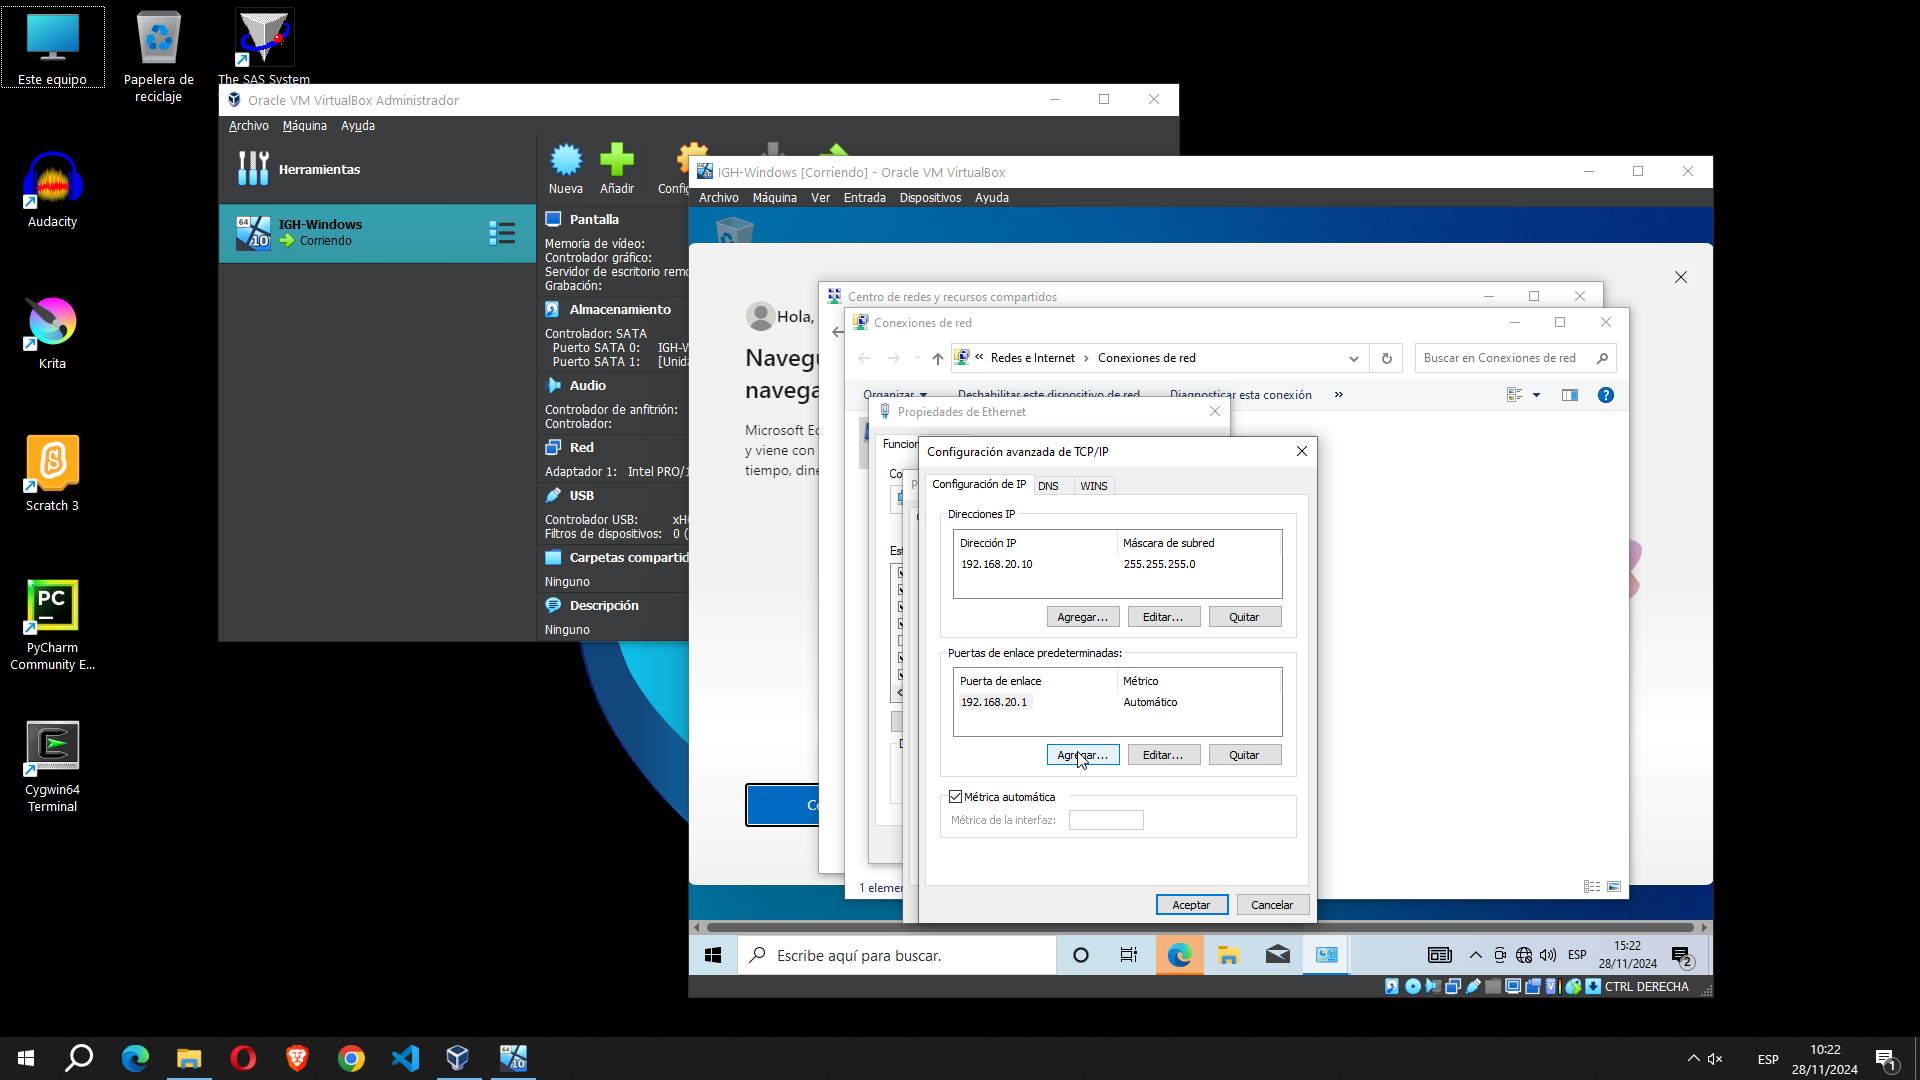 Este equipo
Papelera de
reciclaje
The SAS System
Audacity
Krita
Scratch 3
PyCharm
Community E...
Cygwin64
Terminal
Oracle VM VirtualBox Administrador
Archivo Máquina Ayuda
Herramientas
Nueva Añadir
IGH-Windows
Corriendo
Pantalla
Memoria de vídeo:
Controlador gráfico:
Servidor de escritorio
Grabación:
Almacenamiento
Controlador: SATA
Puerto SATA 0:
Puerto SATA 1:
Audio
Controlador de anfitrión:
Controlador:
Red
Adaptador 1: Intel PRO/1
USB
Controlador USB:
Filtros de dispositivos: 0
Carpetas compartid
Ninguno
Descripción
Ninguno
IGH-Windows [Corriendo] - Oracle VM VirtualBox
Archivo Máquina Ver Entrada Dispositivos Ayuda
Hola,
Navegu
navega
Microsoft Ed
y viene con
tiempo, dine
Centro de redes y recursos compartidos
Conexiones de red
« Redes e Internet > Conexiones de red
Buscar en Conexiones de red
Organizar Deshabilitar este dispositivo de red Diagnosticar esta conexión »
Propiedades de Ethernet
Funcion
1 eleme
Configuración avanzada de TCP/IP
Configuración de IP DNS WINS
Direcciones IP
Dirección IP Máscara de subred
192.168.20.10 255.255.255.0
Agregar... Editar... Quitar
Puertas de enlace predeterminadas:
Puerta de enlace Métrico
192.168.20.1 Automático
Agregar... Editar... Quitar
Métrica automática
Métrica de la interfaz:
Aceptar Cancelar
Escribe aquí para buscar.
ESP
15:22
28/11/2024
2
CTRL DERECHA
ESP
10:22
28/11/2024
1